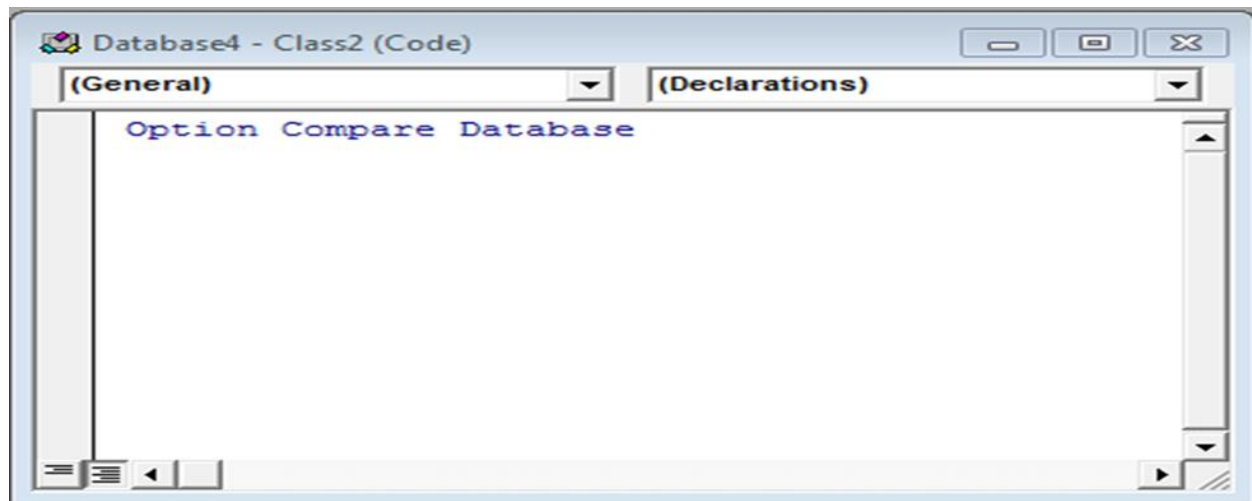 Database4 - Class2 (Code)
(General)
(Declarations)
Option Compare Database